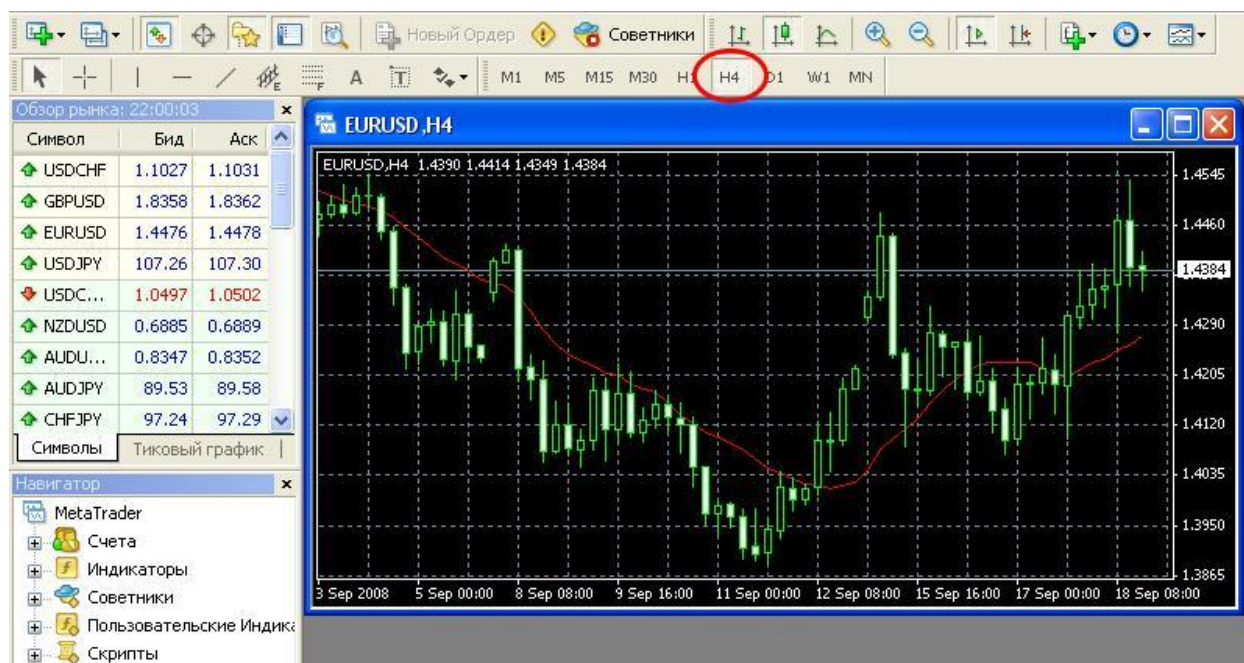 Новый Ордер Советники
A T M1 M5 M15 M30 H1 H4 D1 W1 MN
Обзор рынка: 22:00:03
Символ Бид Аск
USDCHF 1.1027 1.1031
GBPUSD 1.8358 1.8362
EURUSD 1.4476 1.4478
USDJPY 107.26 107.30
USDC... 1.0497 1.0502
NZDUSD 0.6885 0.6889
AUDU... 0.8347 0.8352
AUDJPY 89.53 89.58
CHFJPY 97.24 97.29
Символы Тиковый график
Навигатор
MetaTrader
Счета
Индикаторы
Советники
Пользовательские Индика
Скрипты
EURUSD,H4
EURUSD,H4 1.4390 1.4414 1.4349 1.4384
1.4545
1.4460
1.4384
1.4290
1.4205
1.4120
1.4035
1.3950
1.3865
3 Sep 2008 5 Sep 00:00 8 Sep 08:00 9 Sep 16:00 11 Sep 00:00 12 Sep 08:00 15 Sep 16:00 17 Sep 00:00 18 Sep 08:00